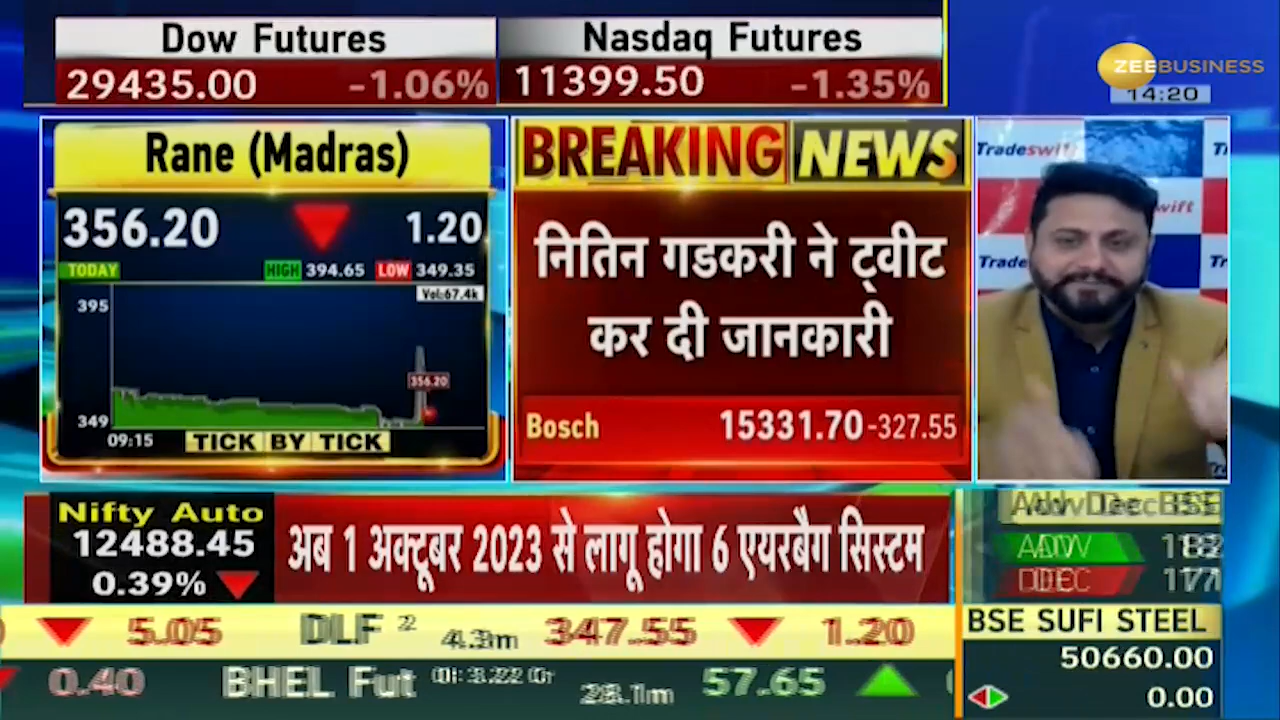 Dow Futures
29435.00 -1.06%
Nasdaq Futures
11399.50 -1.35%
ZEEBUSINESS
14:20
Rane (Madras)
356.20 1.20
TODAY HIGH 394.65 LOW 349.35
Vol:67.4k
395
356.20
349
09:15
TICK BY TICK
BREAKING NEWS
नितिन गडकरी ने ट्वीट
कर दी जानकारी
Bosch 15331.70 -327.55
Tradeswift
Trade
Nifty Auto
12488.45
0.39%
अब 1 अक्टूबर 2023 से लागू होगा 6 एयरबैग सिस्टम
5.05 DLF 4.3m 347.55 1.20
0.40 BHEL Fut 57.65
BSE SUFI STEEL
50660.00
0.00